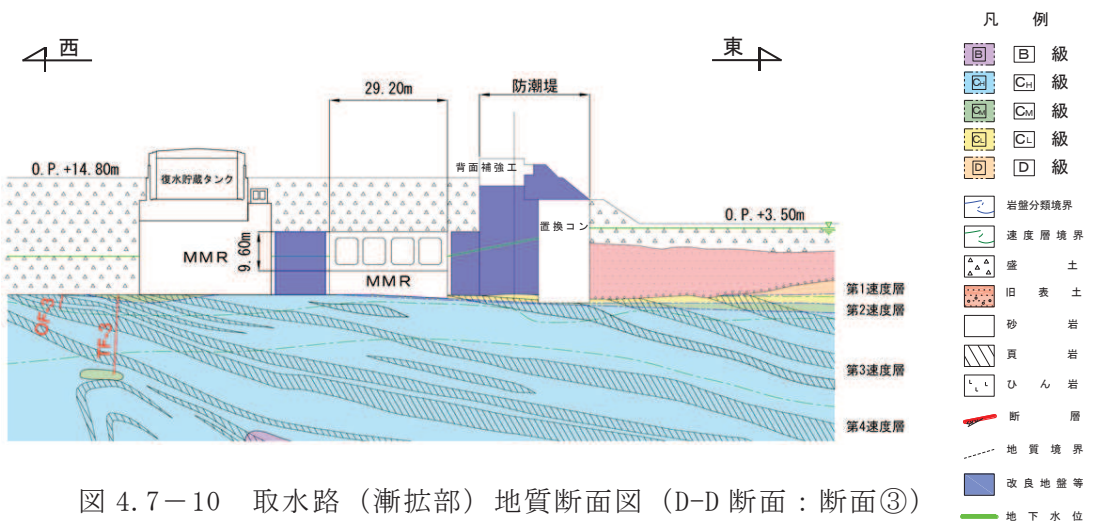 西
東
29.20m
防潮堤
背面補強工
O.P.+14.80m
復水貯蔵タンク
置換コン
O.P.+3.50m
MMR
9.60m
MMR
第1速度層
第2速度層
第3速度層
第4速度層
OF-3
TF-3
凡 例
B B 級
CH CH 級
CM CM 級
CL CL 級
D D 級
岩盤分類境界
速度層境界
盛 土
旧 表 土
砂 岩
頁 岩
ひ ん 岩
断 層
地 質 境 界
改 良 地 盤 等
地 下 水 位
図 4.7-10 取水路（漸拡部）地質断面図（D-D 断面：断面③）